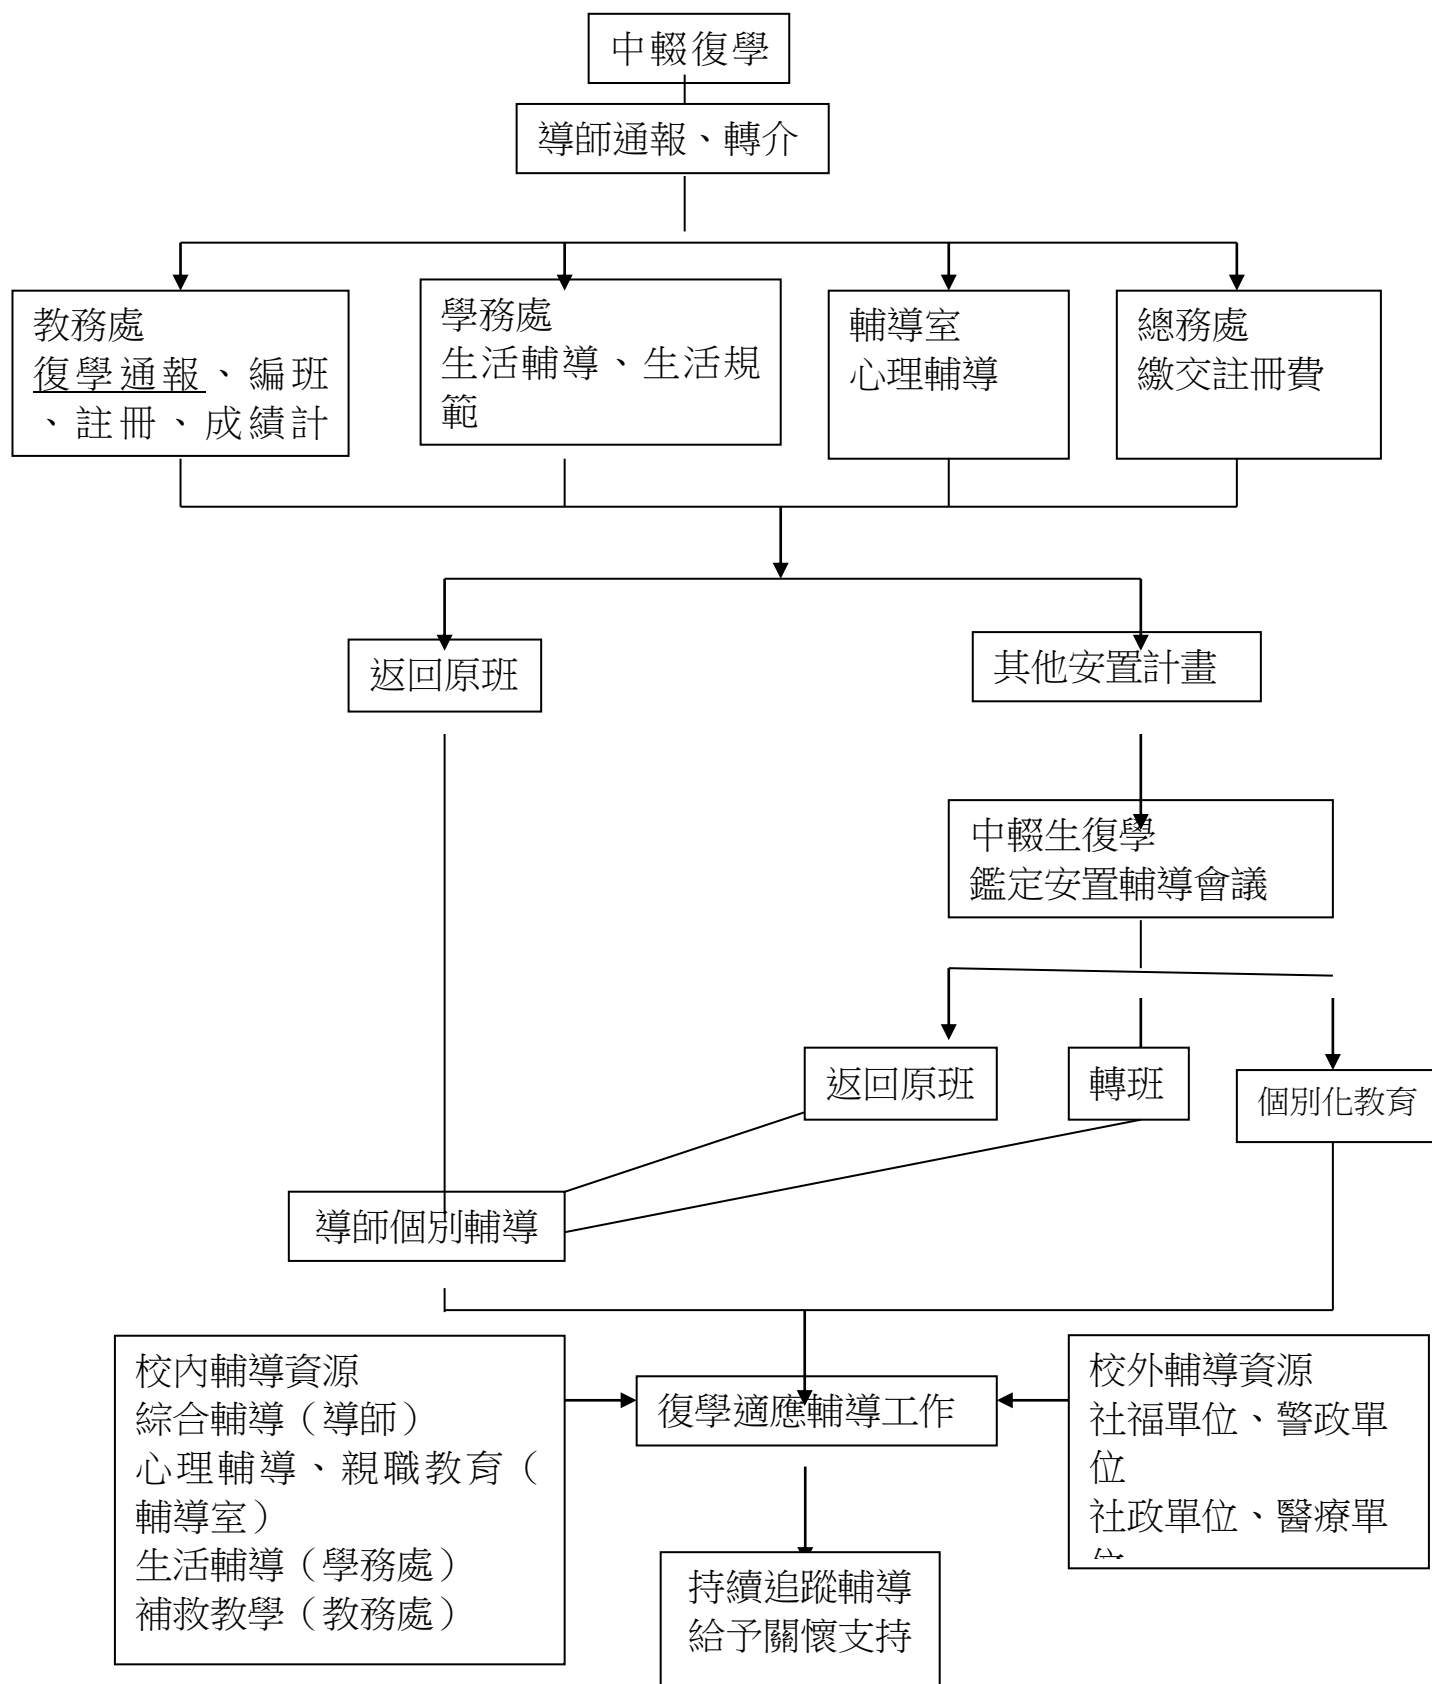 中輟復學
導師通報、轉介
教務處
復學通報、編班
、註冊、成績計
學務處
生活輔導、生活規
範
輔導室
心理輔導
總務處
繳交註冊費
返回原班
其他安置計畫
中輟生復學
鑑定安置輔導會議
返回原班
轉班
個別化教育
導師個別輔導
校內輔導資源
綜合輔導（導師）
心理輔導、親職教育（
輔導室）
生活輔導（學務處）
補救教學（教務處）
復學適應輔導工作
校外輔導資源
社福單位、警政單
位
社政單位、醫療單
持續追蹤輔導
給予關懷支持